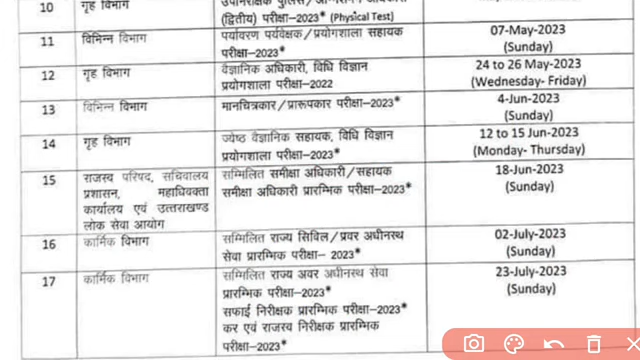 10 गृह विभाग
(द्वितीय) परीक्षा–2023* (Physical Test)
11 विभिन्न विभाग पर्यावरण पर्यवेक्षक/प्रयोगशाला सहायक 07-May-2023
परीक्षा–2023* (Sunday)
12 गृह विभाग वैज्ञानिक अधिकारी, विधि विज्ञान 24 to 26 May-2023
प्रयोगशाला परीक्षा–2022 (Wednesday- Friday)
13 विभिन्न विभाग मानचित्रकार/प्रारूपकार परीक्षा–2023* 4-Jun-2023
(Sunday)
14 गृह विभाग ज्येष्ठ वैज्ञानिक सहायक, विधि विज्ञान 12 to 15 Jun-2023
प्रयोगशाला परीक्षा–2023* (Monday- Thursday)
15 राजस्व परिषद, सचिवालय सम्मिलित समीक्षा अधिकारी/सहायक 18-Jun-2023
प्रशासन, महाधिवक्ता समीक्षा अधिकारी प्रारम्भिक परीक्षा–2023* (Sunday)
कार्यालय एवं उत्तराखण्ड
लोक सेवा आयोग
16 कार्मिक विभाग सम्मिलित राज्य सिविल/प्रवर अधीनस्थ 02-July-2023
सेवा प्रारम्भिक परीक्षा– 2023* (Sunday)
17 कार्मिक विभाग सम्मिलित राज्य अवर अधीनस्थ सेवा 23-July-2023
प्रारम्भिक परीक्षा–2023* (Sunday)
सफाई निरीक्षक प्रारम्भिक परीक्षा–2023*
कर एवं राजस्व निरीक्षक प्रारम्भिक
परीक्षा–2023*